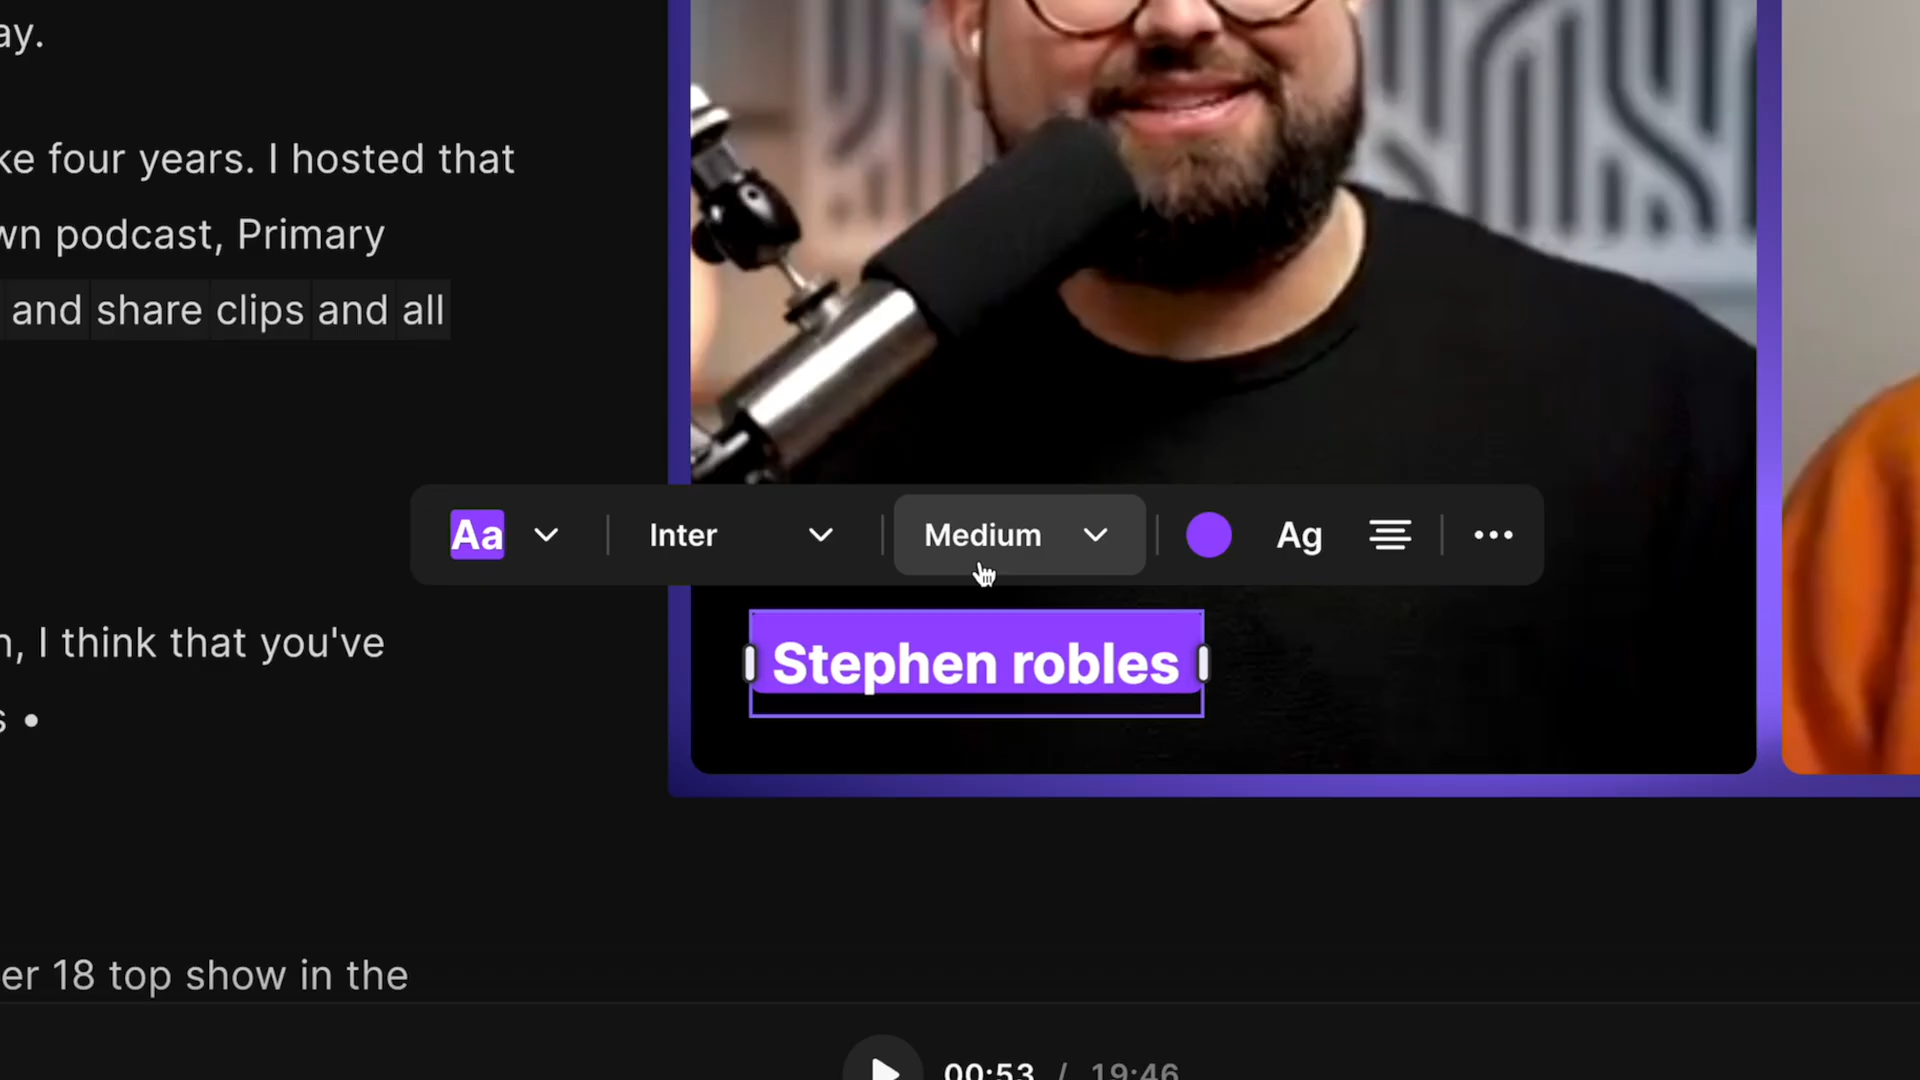 ay.
ke four years. I hosted that
wn podcast, Primary
and share clips and all
Aa Inter Medium Ag
n, I think that you've
Stephen robles
s •
er 18 top show in the
00:53 / 19:46